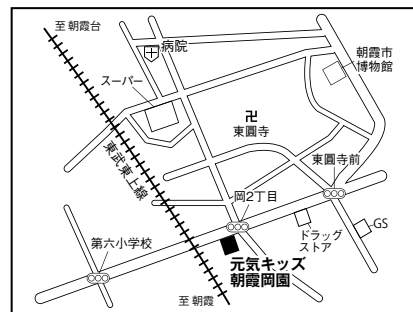 至 朝霞台
病院
スーパー
朝霞市
博物館
卍
東圓寺
東武東上線
東圓寺前
岡2丁目
GS
ドラッグ
ストア
第六小学校
元気キッズ
朝霞岡園
至 朝霞